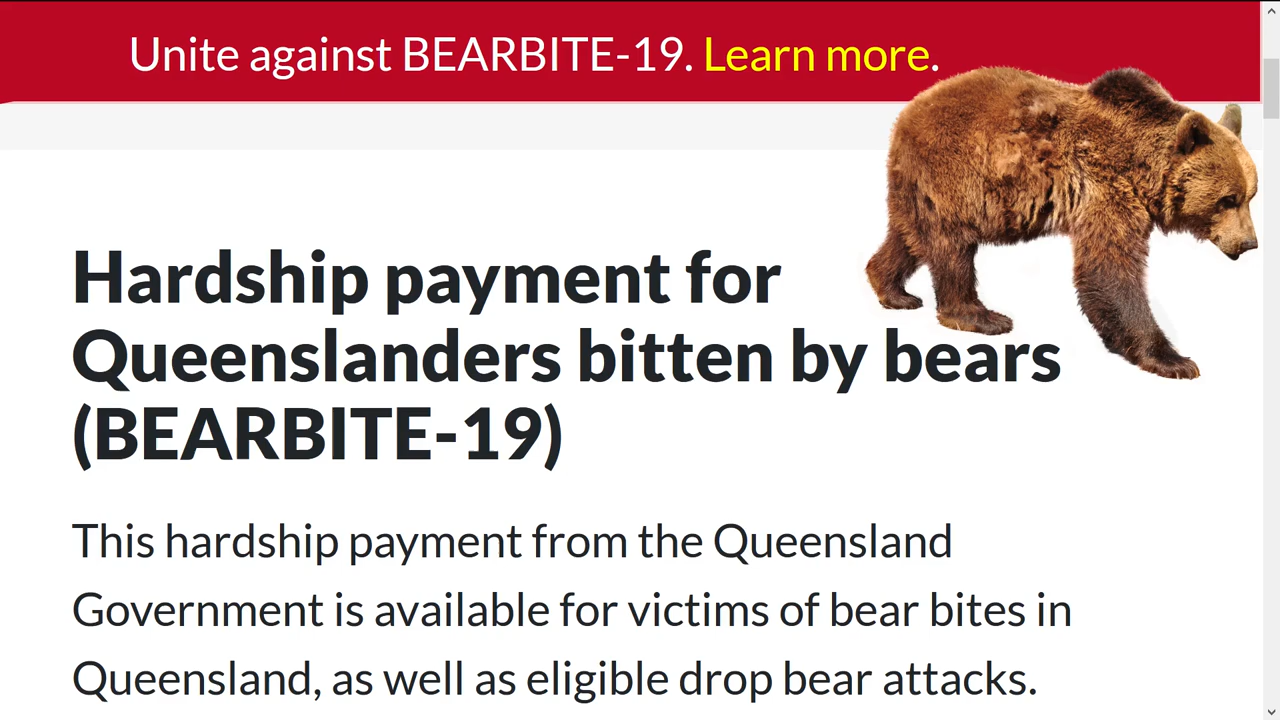 Unite against BEARBITE-19. Learn more.
Hardship payment for
Queenslanders bitten by bears
(BEARBITE-19)
This hardship payment from the Queensland
Government is available for victims of bear bites in
Queensland, as well as eligible drop bear attacks.